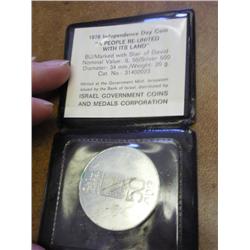 1978 Independence Day Coin
"A PEOPLE RE-UNITED
WITH ITS LAND"
BU/Marked with Star of David
Nominal Value: IL 50/Silver 500
Diameter: 34 mm/Weight: 20 g.
Cat. No.: 31400023
Minted at the Government Mint, Jerusalem
Issued by the Bank of Israel, distributed by
ISRAEL GOVERNMENT COINS
AND MEDALS CORPORATION
50